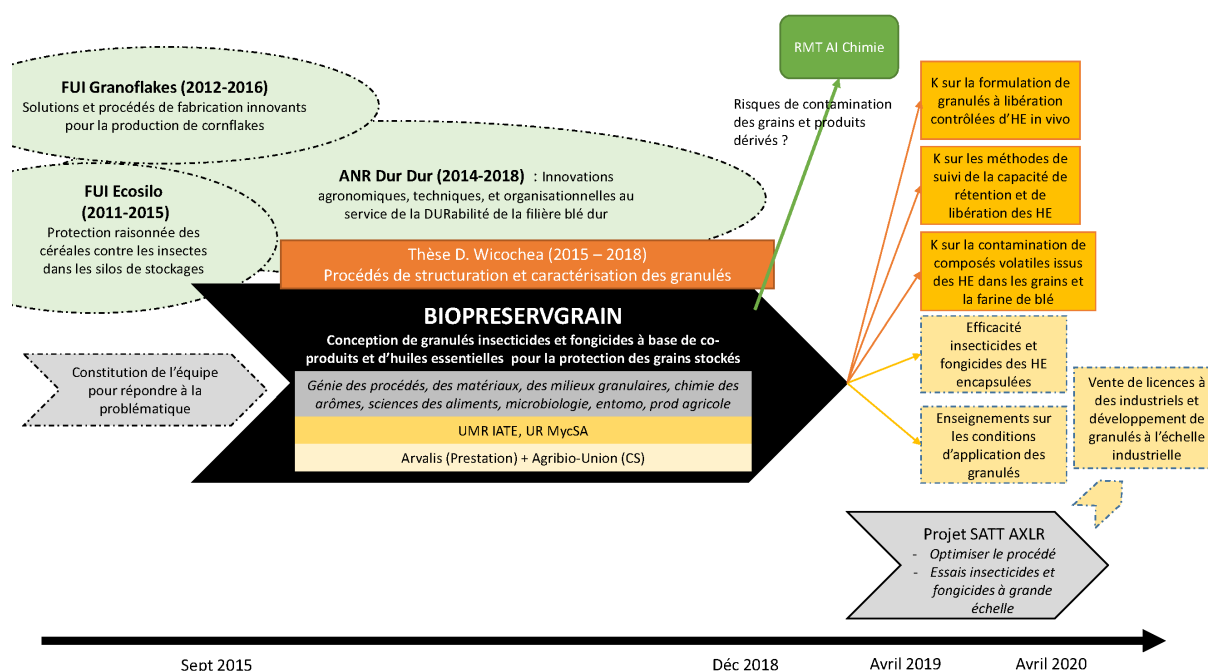 RMT AI Chimie
FUI Granoflakes (2012-2016)
Solutions et procédés de fabrication innovants
pour la production de cornflakes
Risques de contamination
des grains et produits
dérivés ?
ANR Dur Dur (2014-2018) : Innovations
agronomiques, techniques, et organisationnelles au
service de la DURabilité de la filière blé dur
FUI Ecosilo
(2011-2015)
Protection raisonnée des
céréales contre les insectes
dans les silos de stockages
Thèse D. Wicochea (2015 – 2018)
Procédés de structuration et caractérisation des granulés
BIOPRESERVGRAIN
Conception de granulés insecticides et fongicides à base de co-
produits et d’huiles essentielles pour la protection des grains stockés
Génie des procédés, des matériaux, des milieux granulaires, chimie des
arômes, sciences des aliments, microbiologie, entomo, prod agricole
UMR IATE, UR MycSA
Arvalis (Prestation) + Agribio-Union (CS)
Constitution de l’équipe
pour répondre à la
problématique
K sur la formulation de
granulés à libération
contrôlées d’HE in vivo
K sur les méthodes de
suivi de la capacité de
rétention et de
libération des HE
K sur la contamination de
composés volatiles issus
des HE dans les grains et
la farine de blé
Efficacité
insecticides et
fongicides des HE
encapsulées
Enseignements sur
les conditions
d’application des
granulés
Vente de licences à
des industriels et
développement de
granulés à l’échelle
industrielle
Projet SATT AXLR
- Optimiser le procédé
- Essais insecticides et
fongicides à grande
échelle
Sept 2015
Déc 2018
Avril 2019
Avril 2020